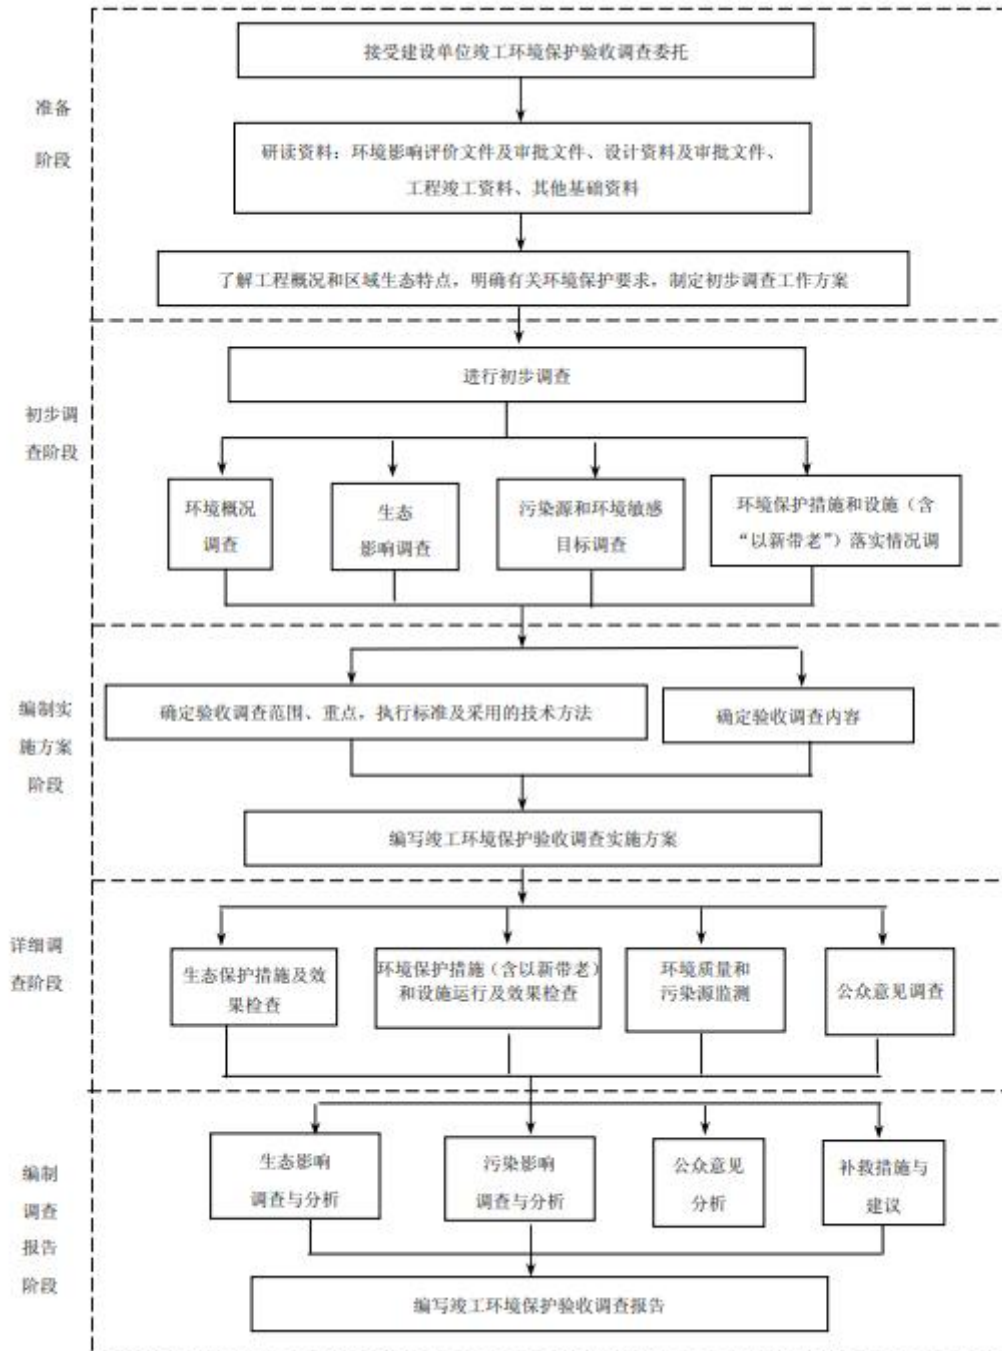 接受建设单位竣工环境保护验收调查委托
准备
阶段
研读资料：环境影响评价文件及审批文件、设计资料及审批文件、
工程竣工资料、其他基础资料
了解工程概况和区域生态特点，明确有关环境保护要求，制定初步调查工作方案
进行初步调查
初步调
查阶段
环境概况
调查
生态
影响调查
污染源和环境敏感
目标调查
环境保护措施和设施（含
“以新带老”）落实情况调
编制实
施方案
阶段
确定验收调查范围、重点，执行标准及采用的技术方法
确定验收调查内容
编写竣工环境保护验收调查实施方案
详细调
查阶段
生态保护措施及效
果检查
环境保护措施（含以新带老）
和设施运行及效果检查
环境质量和
污染源监测
公众意见调查
编制
调查
报告
阶段
生态影响
调查与分析
污染影响
调查与分析
公众意见
分析
补救措施与
建议
编写竣工环境保护验收调查报告